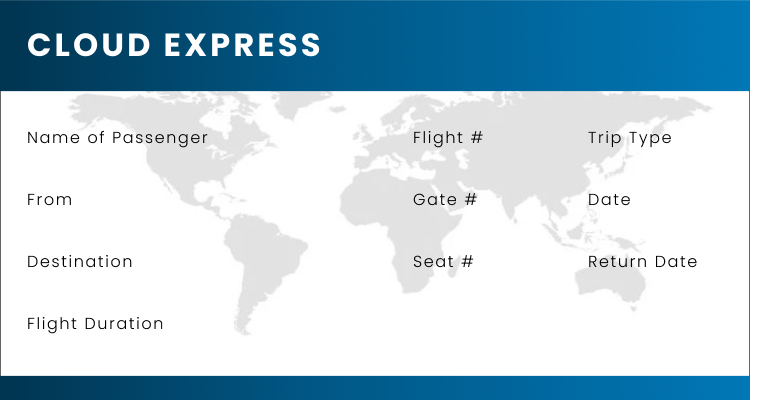 CLOUD EXPRESS
Name of Passenger
Flight #
Trip Type
From
Gate #
Date
Destination
Seat #
Return Date
Flight Duration